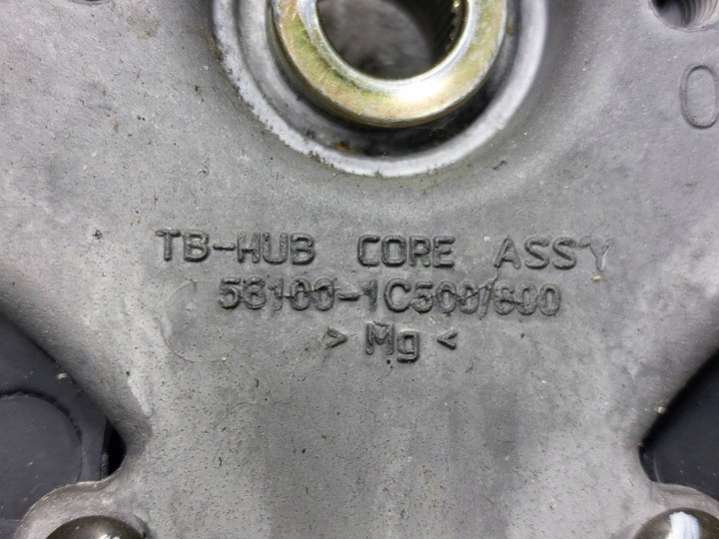 TB-HUB CORE ASS'Y
56100-1C500/600
> Mg <